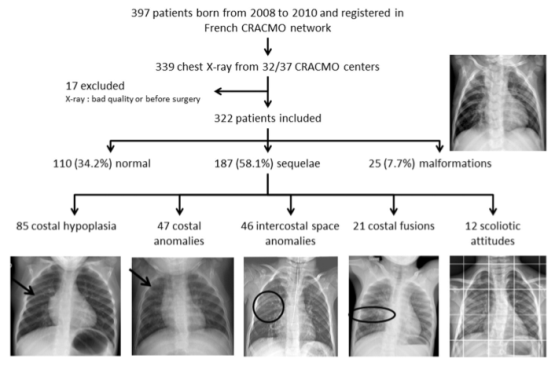 397 patients born from 2008 to 2010 and registered in
French CRACMO network
339 chest X-ray from 32/37 CRACMO centers
17 excluded
X-ray : bad quality or before surgery
322 patients included
110 (34.2%) normal
187 (58.1%) sequelae
25 (7.7%) malformations
85 costal hypoplasia
47 costal
anomalies
46 intercostal space
anomalies
21 costal fusions
12 scoliotic
attitudes